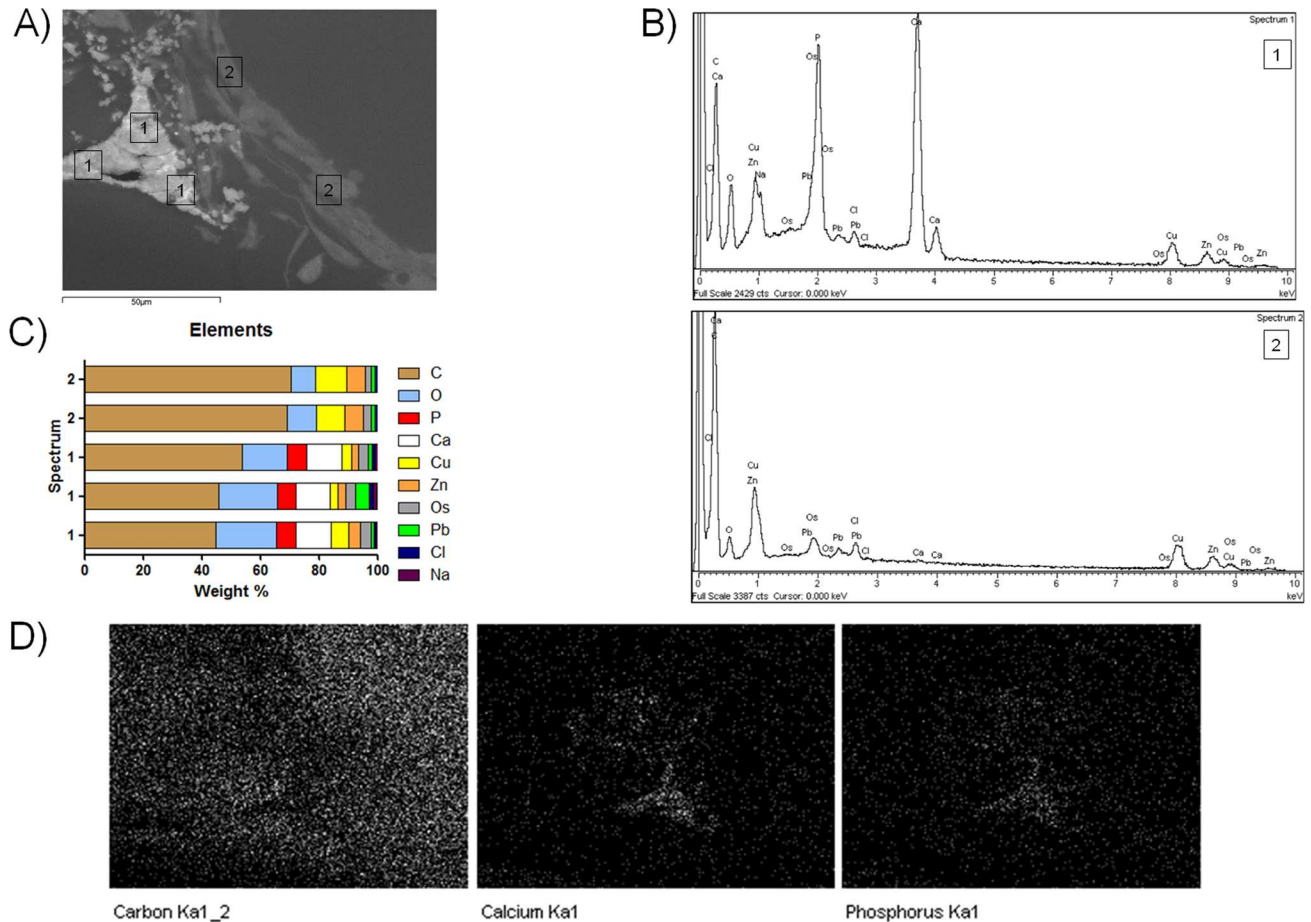 A)
2
1
1
1
2
50µm
B)
Spectrum 1
1
C
Ca
Cl
O
Cu
Zn
Na
Os
P
Os
Os
Pb
Pb
Cl
Pb
Cl
Ca
Ca
Os
Cu
Zn
Os
Cu
Pb
Os
Zn
0 1 2 3 4 5 6 7 8 9 10
Full Scale 2429 cts Cursor: 0.000 keV
keV
Spectrum 2
2
Ca
C
Cl
O
Cu
Zn
Os
Os
Pb
Os
Pb
Cl
Pb
Cl
Ca
Ca
Os
Cu
Zn
Os
Cu
Pb
Os
Zn
0 1 2 3 4 5 6 7 8 9 10
Full Scale 3387 cts Cursor: 0.000 keV
keV
C)
Elements
Spectrum
2
2
1
1
1
0 20 40 60 80 100
Weight %
C
O
P
Ca
Cu
Zn
Os
Pb
Cl
Na
D)
Carbon Ka1_2
Calcium Ka1
Phosphorus Ka1